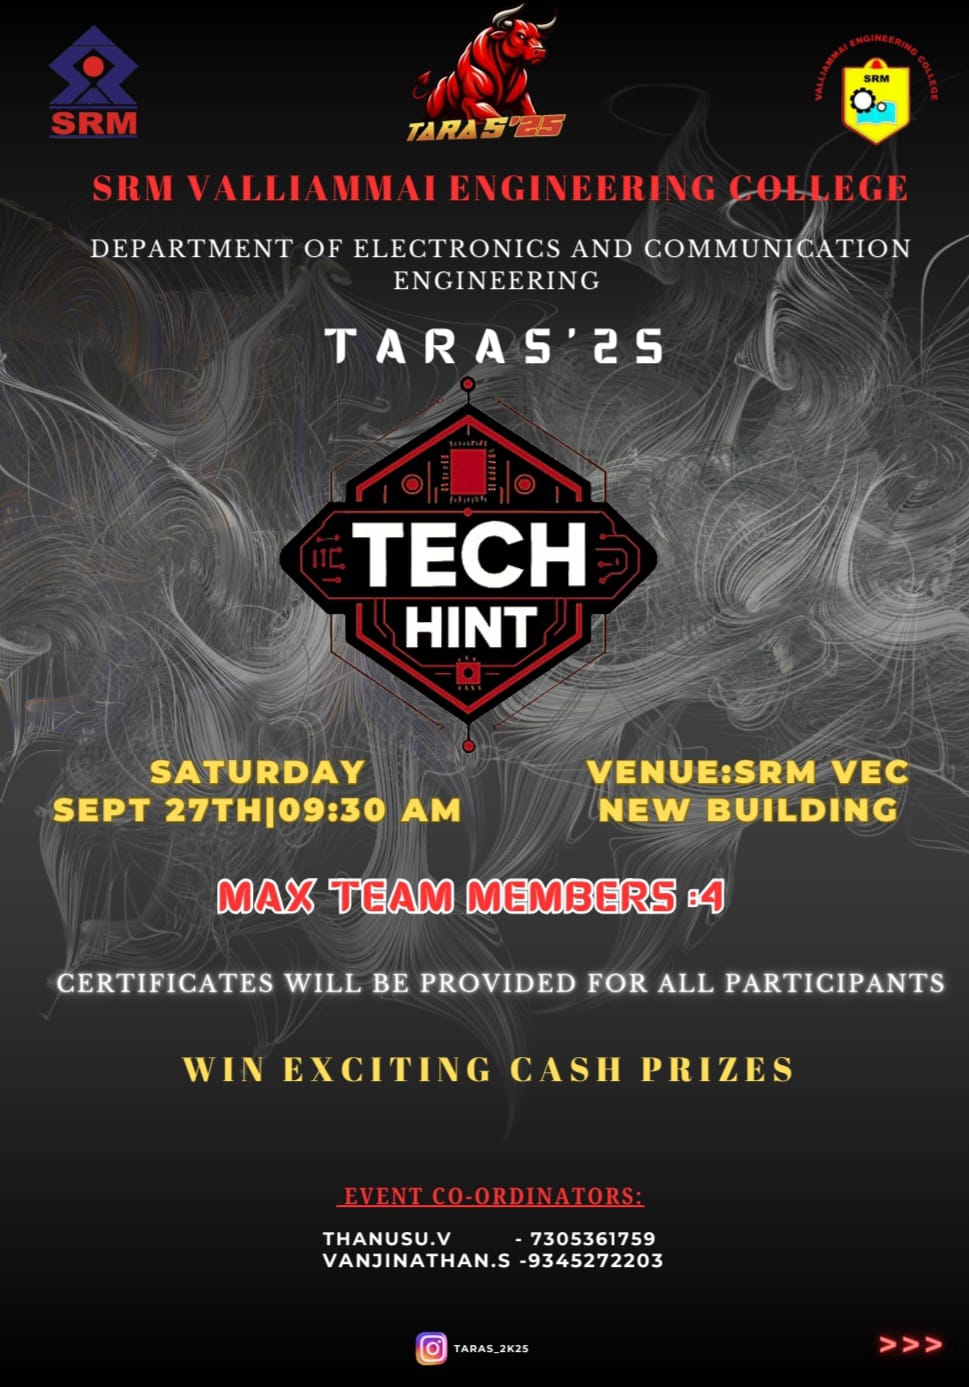 SRM
TARAS'25
VALLIAMMAI ENGINEERING COLLEGE
SRM
SRM VALLIAMMAI ENGINEERING COLLEGE
DEPARTMENT OF ELECTRONICS AND COMMUNICATION
ENGINEERING
TARAS'25
TECH
HINT
SATURDAY
SEPT 27TH|09:30 AM
VENUE:SRM VEC
NEW BUILDING
MAX TEAM MEMBERS :4
CERTIFICATES WILL BE PROVIDED FOR ALL PARTICIPANTS
WIN EXCITING CASH PRIZES
EVENT CO-ORDINATORS:
THANUSU.V - 7305361759
VANJINATHAN.S -9345272203
TARAS_2K25
>>>